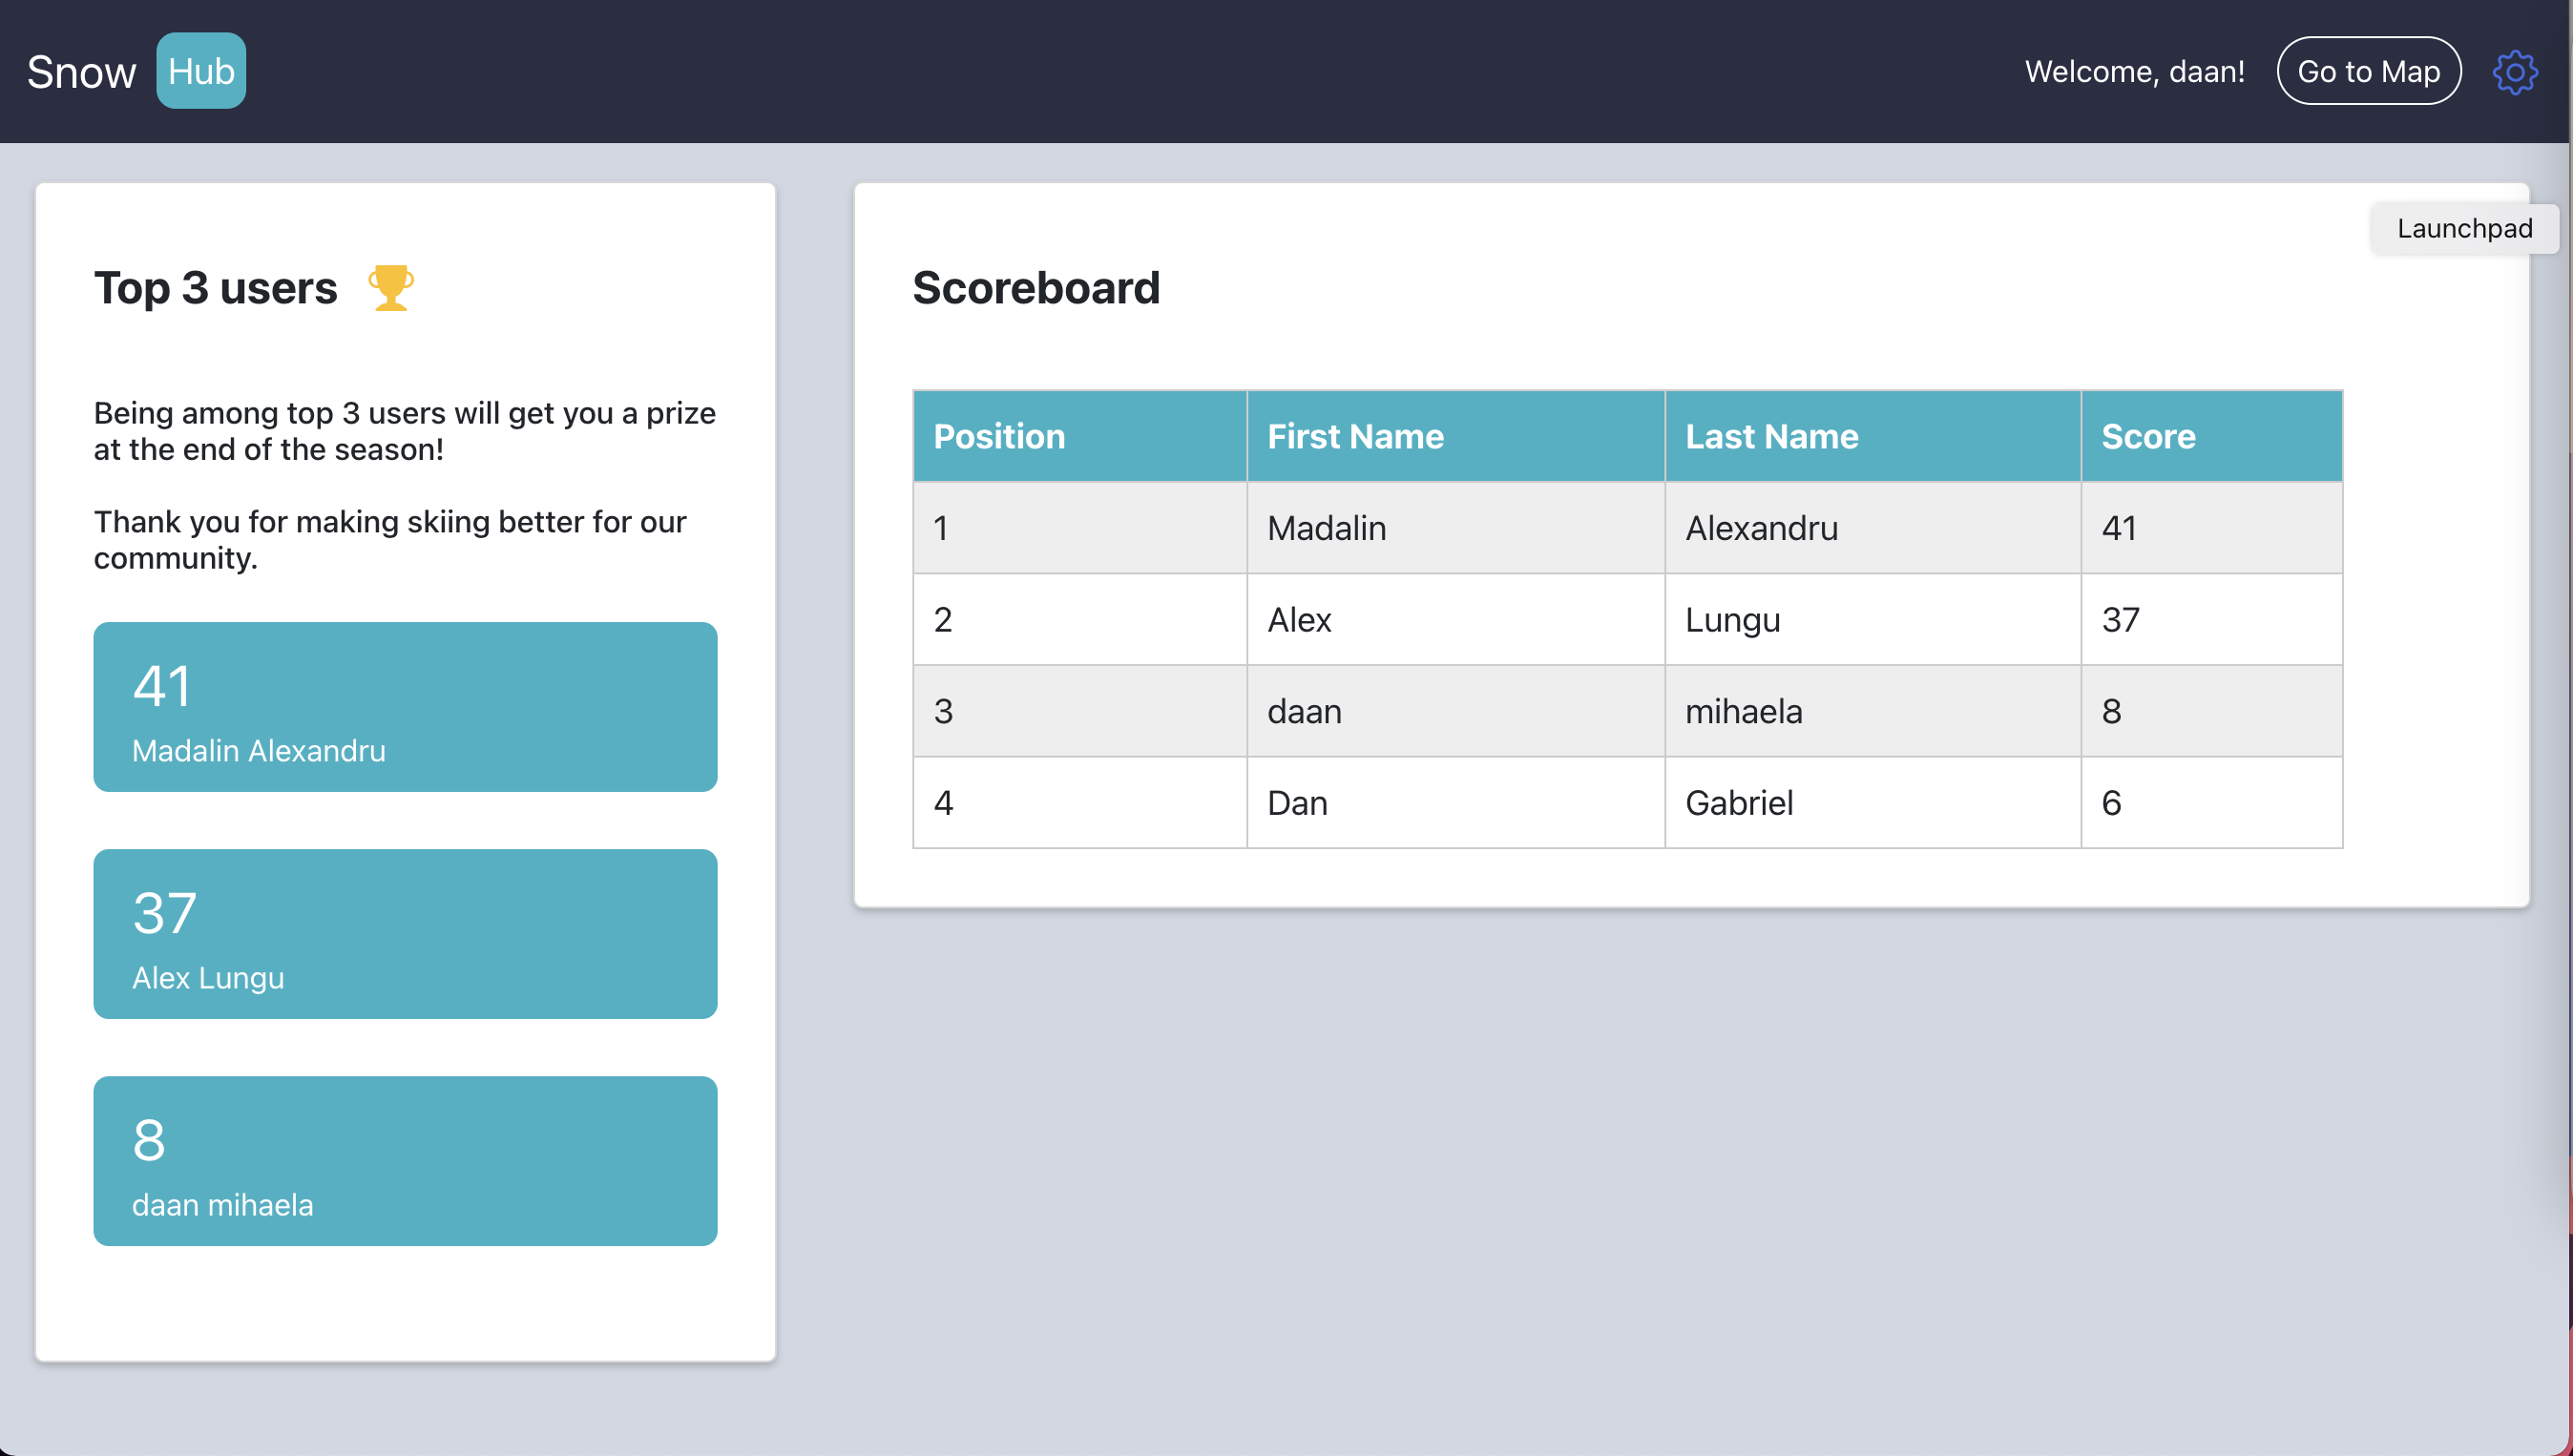 Snow Hub
Welcome, daan! Go to Map
Launchpad
Top 3 users
Being among top 3 users will get you a prize
at the end of the season!
Thank you for making skiing better for our
community.
41
Madalin Alexandru
37
Alex Lungu
8
daan mihaela
Scoreboard
Position First Name Last Name Score
1 Madalin Alexandru 41
2 Alex Lungu 37
3 daan mihaela 8
4 Dan Gabriel 6